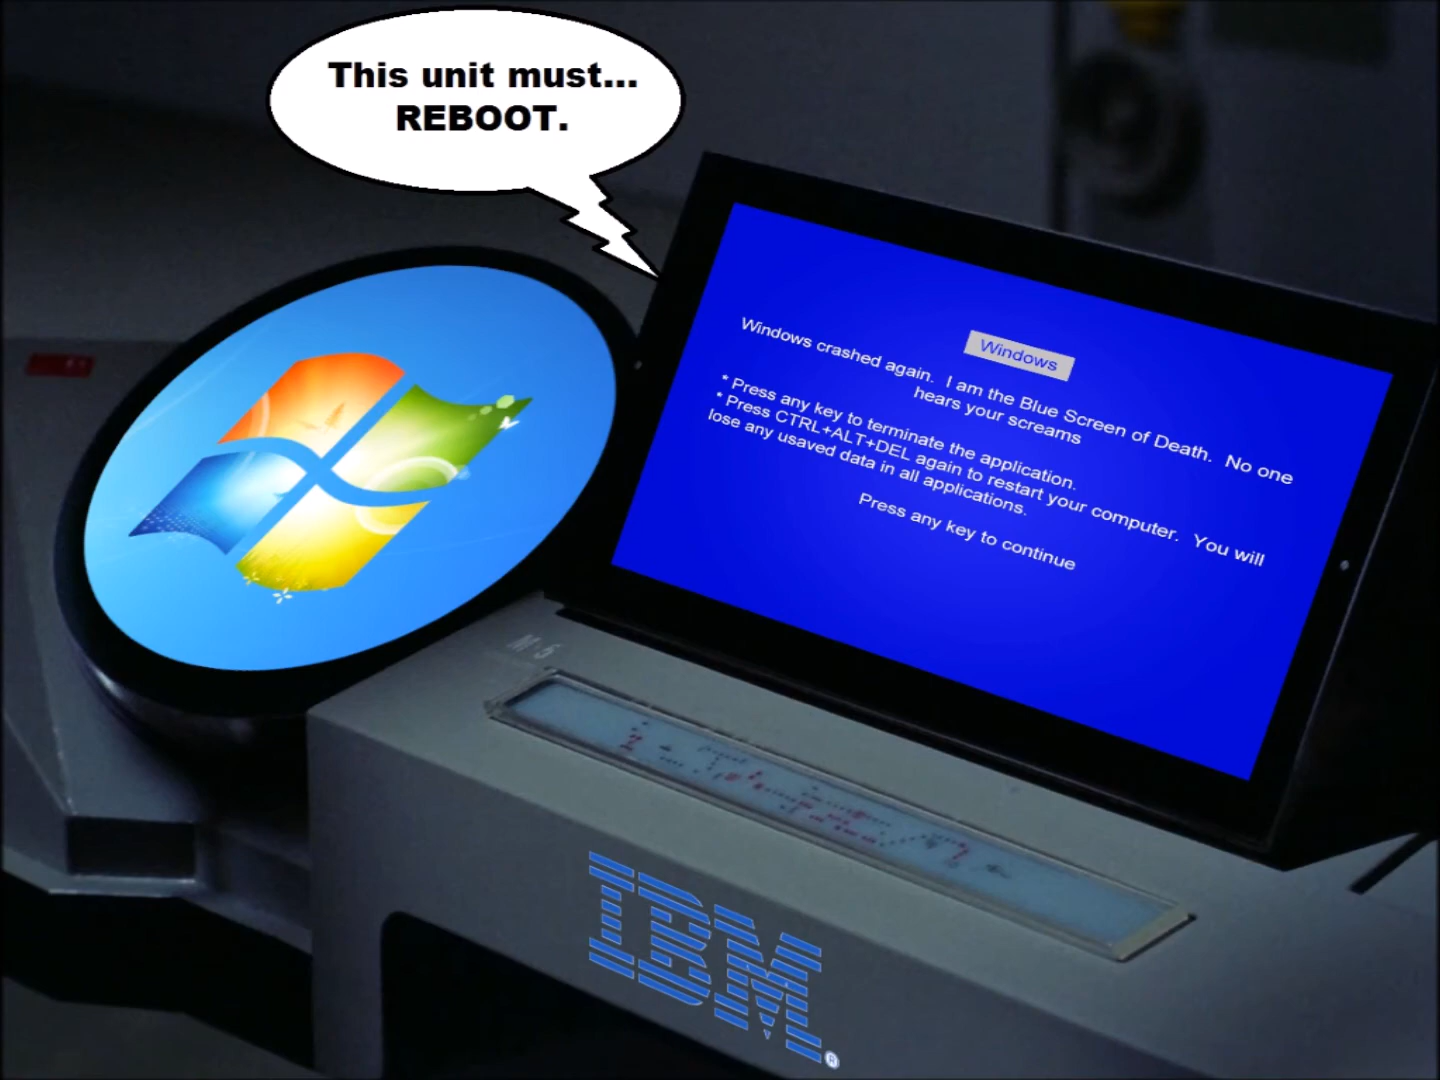 This unit must...
REBOOT.
Windows
Windows crashed again. I am the Blue Screen of Death. No one
hears your screams
* Press any key to terminate the application.
* Press CTRL+ALT+DEL again to restart your computer. You will
lose any usaved data in all applications.
Press any key to continue
M-5
IBM®